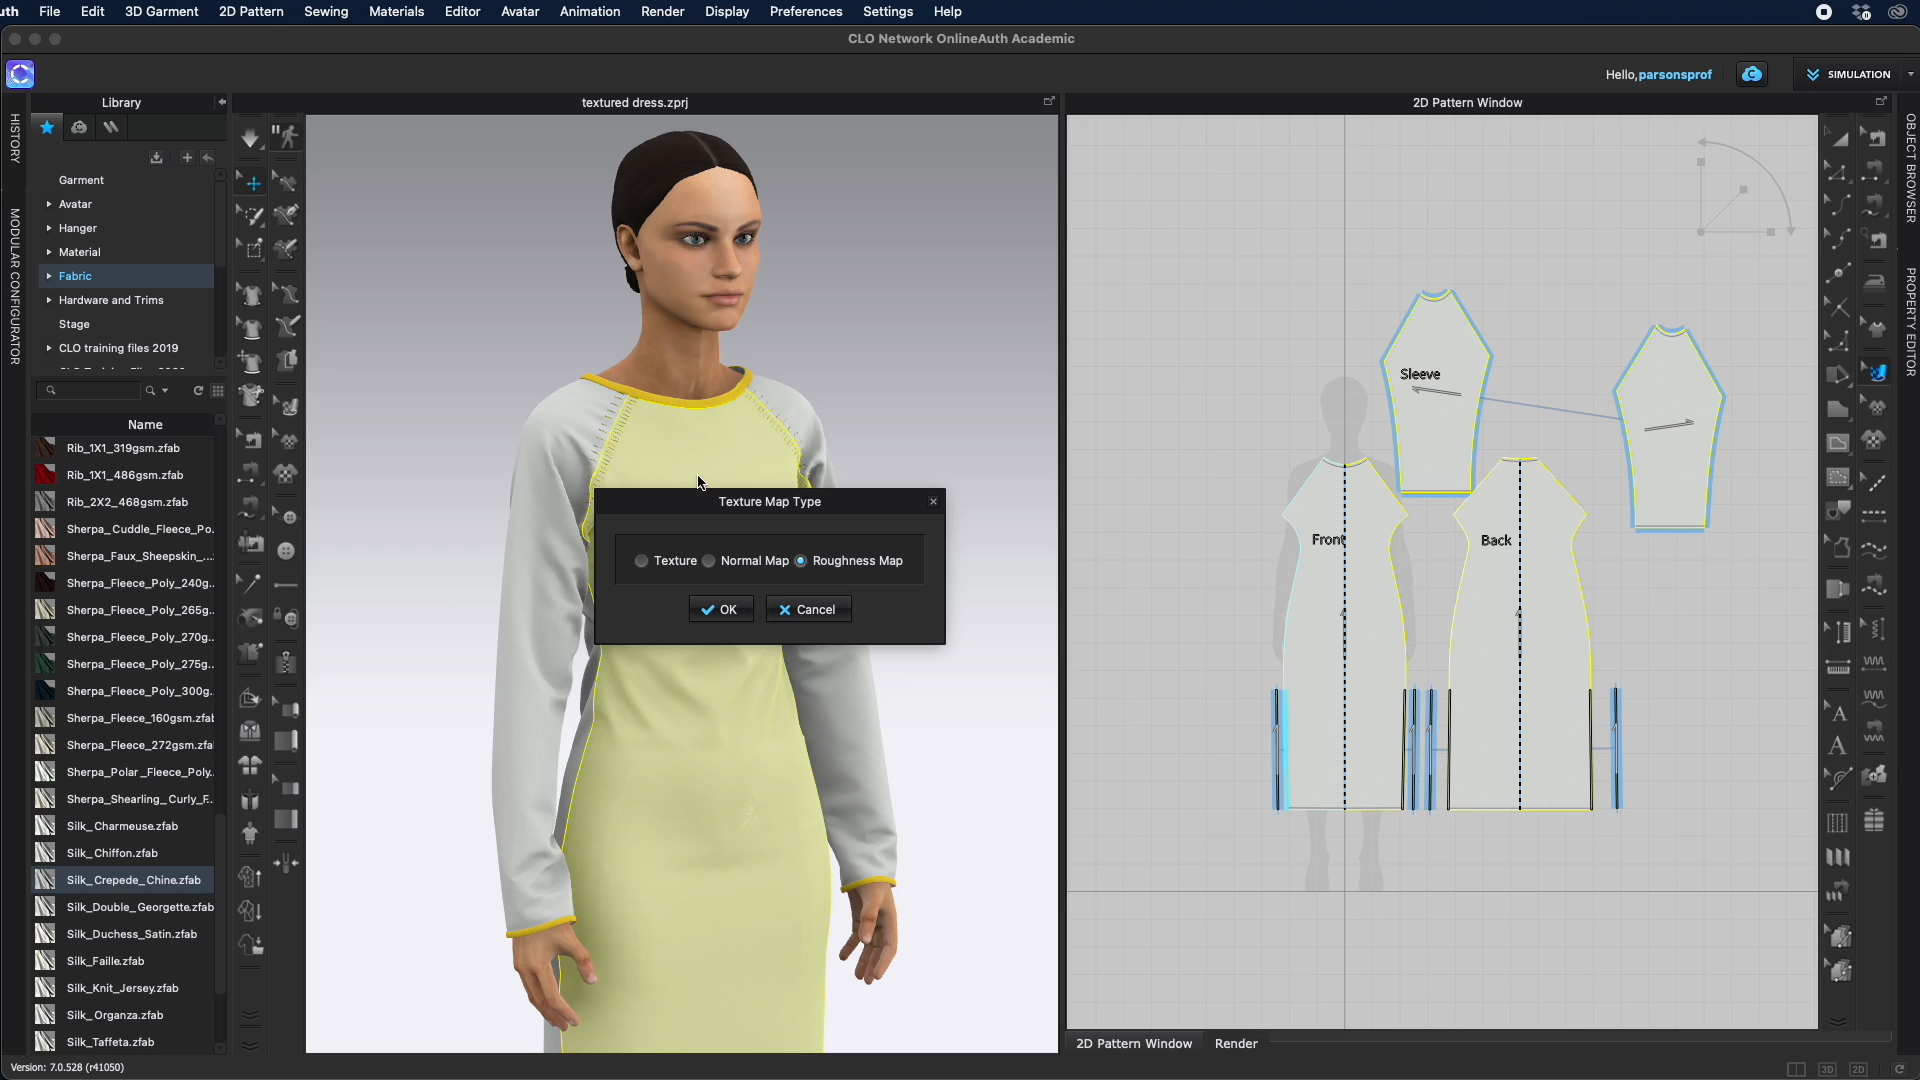 uth File Edit 3D Garment 2D Pattern Sewing Materials Editor Avatar Animation Render Display Preferences Settings Help
CLO Network OnlineAuth Academic
Hello,parsonsprof
SIMULATION
Library
textured dress.zprj
2D Pattern Window
HISTORY
MODULAR CONFIGURATOR
OBJECT BROWSER
PROPERTY EDITOR
Garment
Avatar
Hanger
Material
Fabric
Hardware and Trims
Stage
CLO training files 2019
Name
Rib_1X1_319gsm.zfab
Rib_1X1_486gsm.zfab
Rib_2X2_468gsm.zfab
Sherpa_Cuddle_Fleece_Po.
Sherpa_Faux_Sheepskin_...
Sherpa_Fleece_Poly_240g..
Sherpa_Fleece_Poly_265g..
Sherpa_Fleece_Poly_270g..
Sherpa_Fleece_Poly_275g..
Sherpa_Fleece_Poly_300g..
Sherpa_Fleece_160gsm.zfab
Sherpa_Fleece_272gsm.zfa
Sherpa_Polar_Fleece_Poly..
Sherpa_Shearling_Curly_F..
Silk_Charmeuse.zfab
Silk_Chiffon.zfab
Silk_Crepede_Chine.zfab
Silk_Double_Georgette.zfab
Silk_Duchess_Satin.zfab
Silk_Faille.zfab
Silk_Knit_Jersey.zfab
Silk_Organza.zfab
Silk_Taffeta.zfab
Texture Map Type
Texture Normal Map Roughness Map
OK Cancel
Sleeve
Front
Back
2D Pattern Window Render
Version: 7.0.528 (r41050)
3D 2D